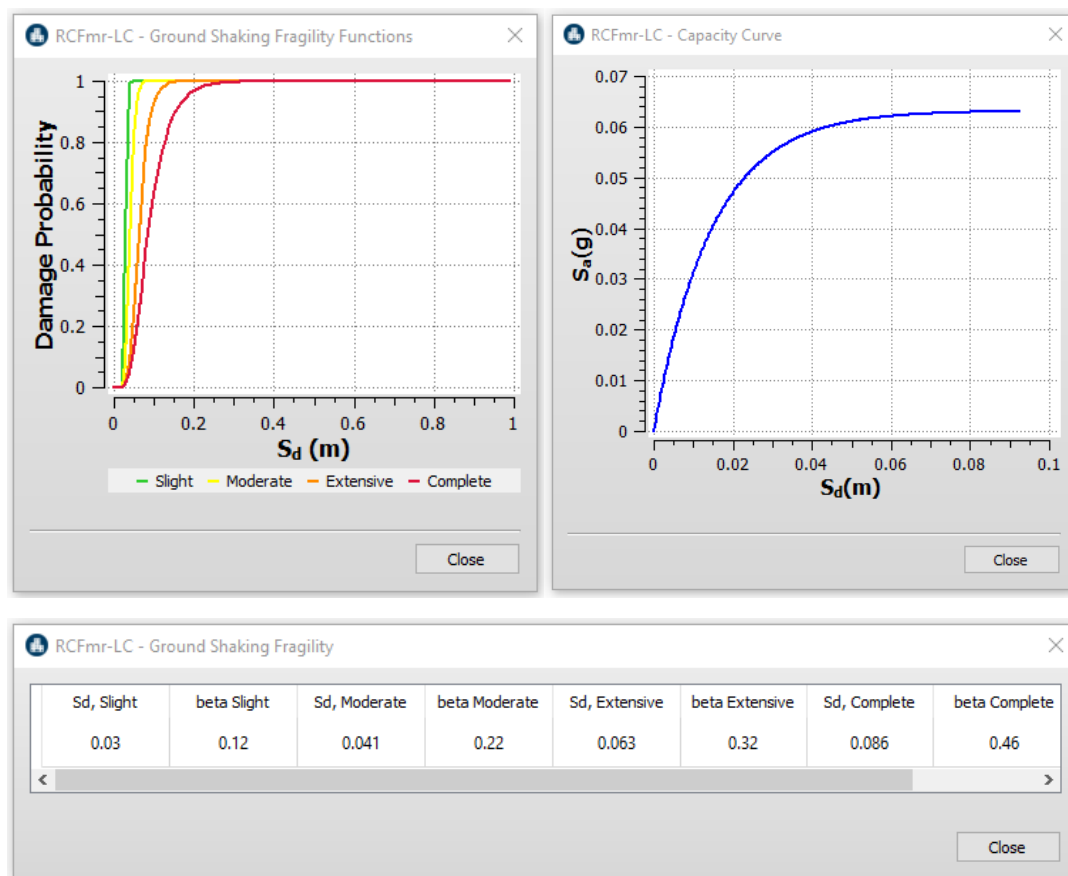 RCFmr-LC - Ground Shaking Fragility Functions
1
0.8
0.6
0.4
0.2
0
Damage Probability
0 0.2 0.4 0.6 0.8 1
Sd (m)
Slight Moderate Extensive Complete
Close
RCFmr-LC - Capacity Curve
0.07
0.06
0.05
0.04
0.03
0.02
0.01
0
Sa(g)
0 0.02 0.04 0.06 0.08 0.1
Sd(m)
Close
RCFmr-LC - Ground Shaking Fragility
Sd, Slight beta Slight Sd, Moderate beta Moderate Sd, Extensive beta Extensive Sd, Complete beta Complete
0.03 0.12 0.041 0.22 0.063 0.32 0.086 0.46
Close